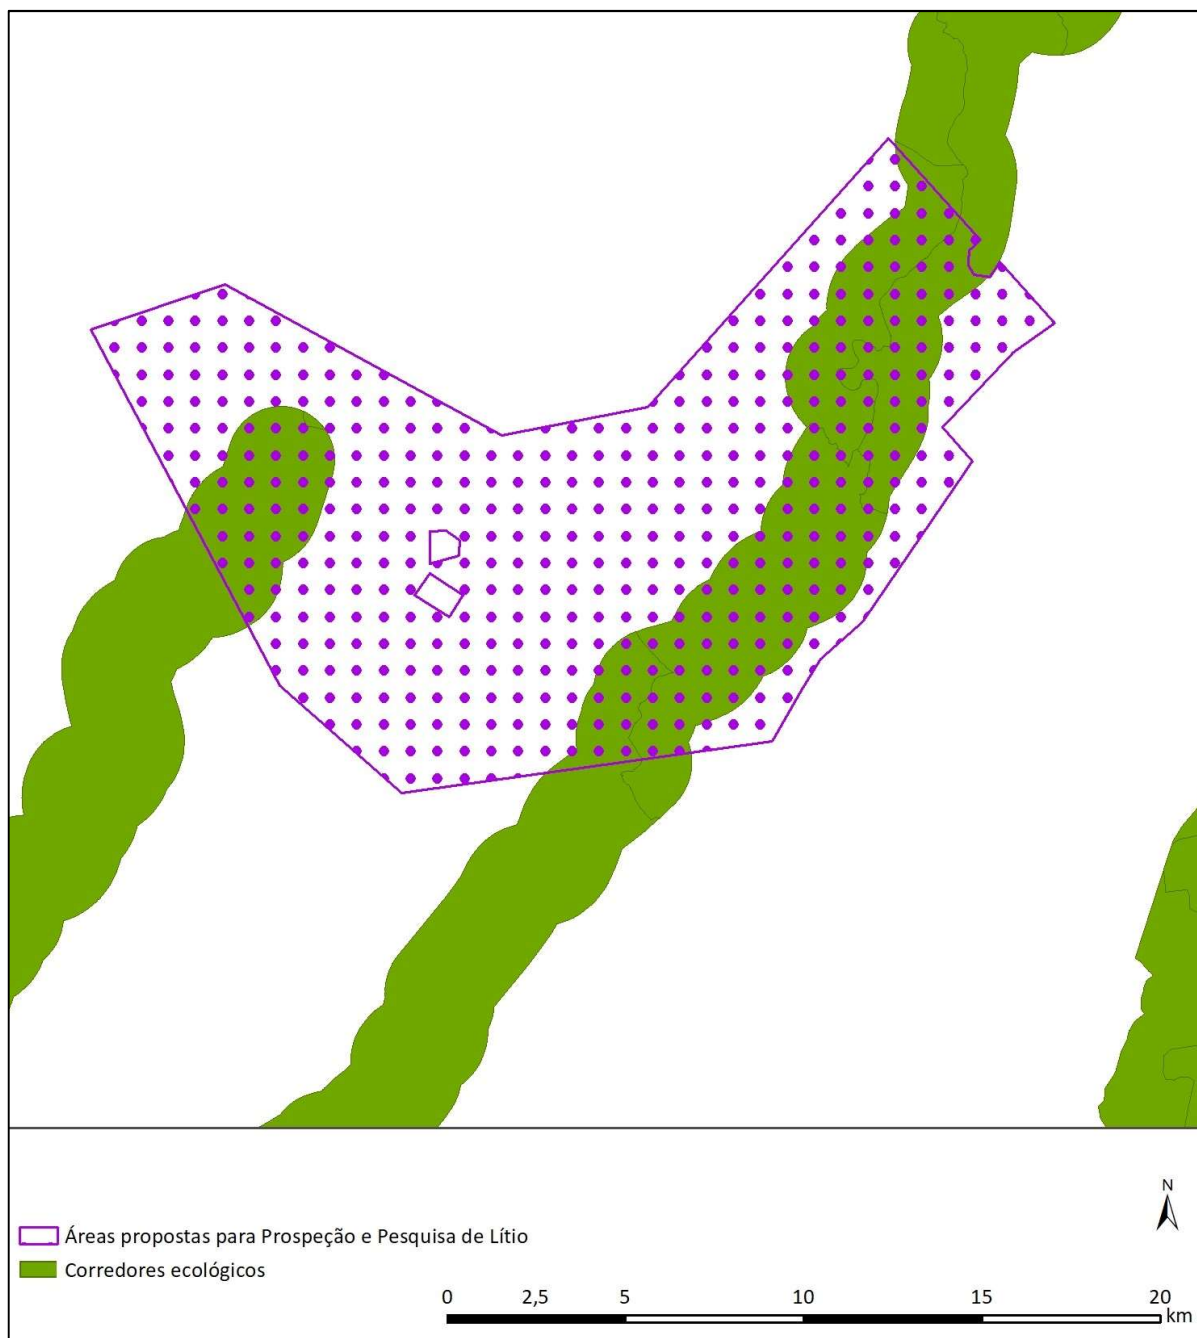 N
Áreas propostas para Prospeção e Pesquisa de Lítio
Corredores ecológicos
0 2,5 5 10 15 20
km